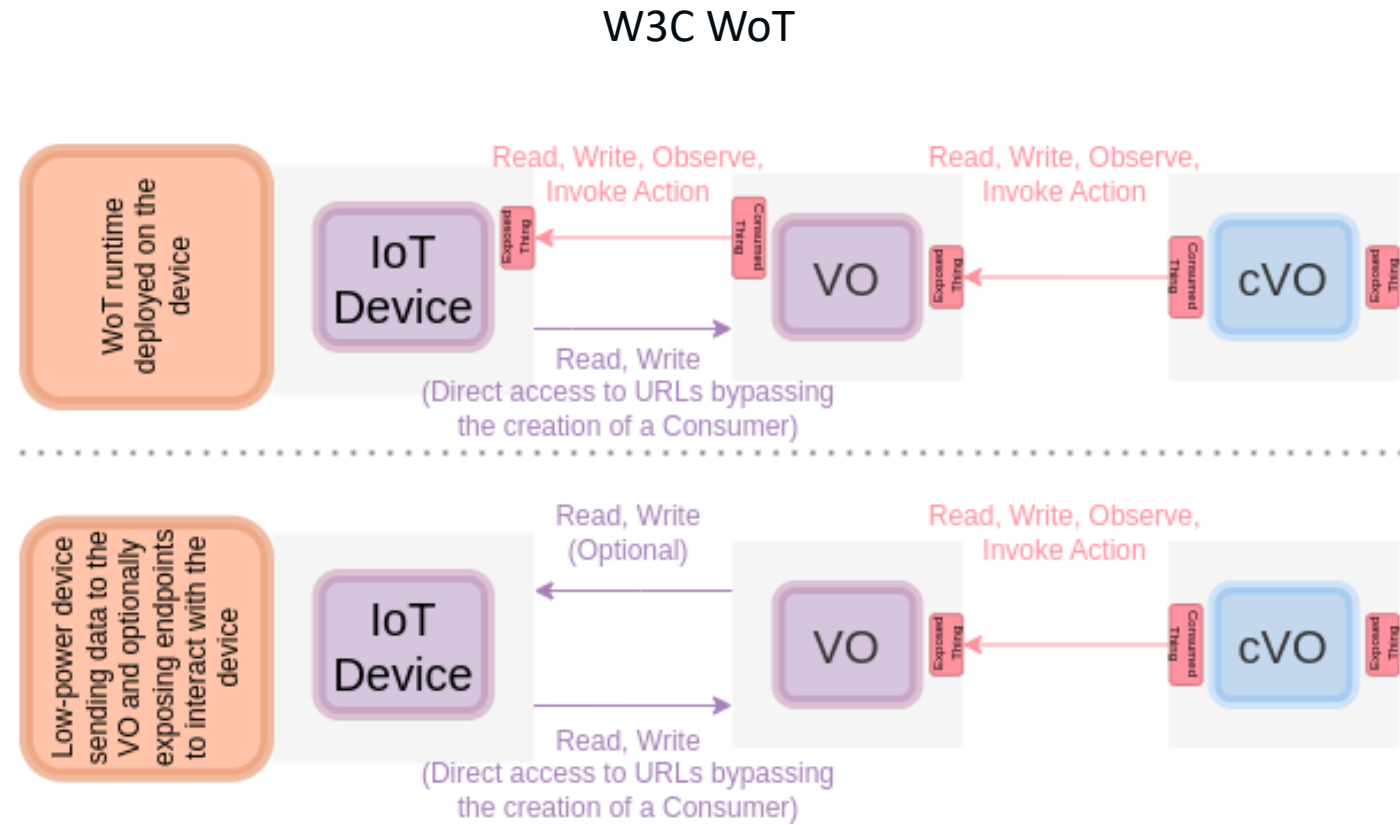 W3C WoT
WoT runtime
deployed on the
device
IoT
Device
Exposed
Thing
Read, Write, Observe,
Invoke Action
Consumed
Thing
VO
Exposed
Thing
Read, Write, Observe,
Invoke Action
Consumed
Thing
cVO
Exposed
Thing
Read, Write
(Direct access to URLs bypassing
the creation of a Consumer)
Low-power device
sending data to the
VO and optionally
exposing endpoints
to interact with the
device
IoT
Device
Read, Write
(Optional)
VO
Exposed
Thing
Read, Write, Observe,
Invoke Action
Consumed
Thing
cVO
Exposed
Thing
Read, Write
(Direct access to URLs bypassing
the creation of a Consumer)